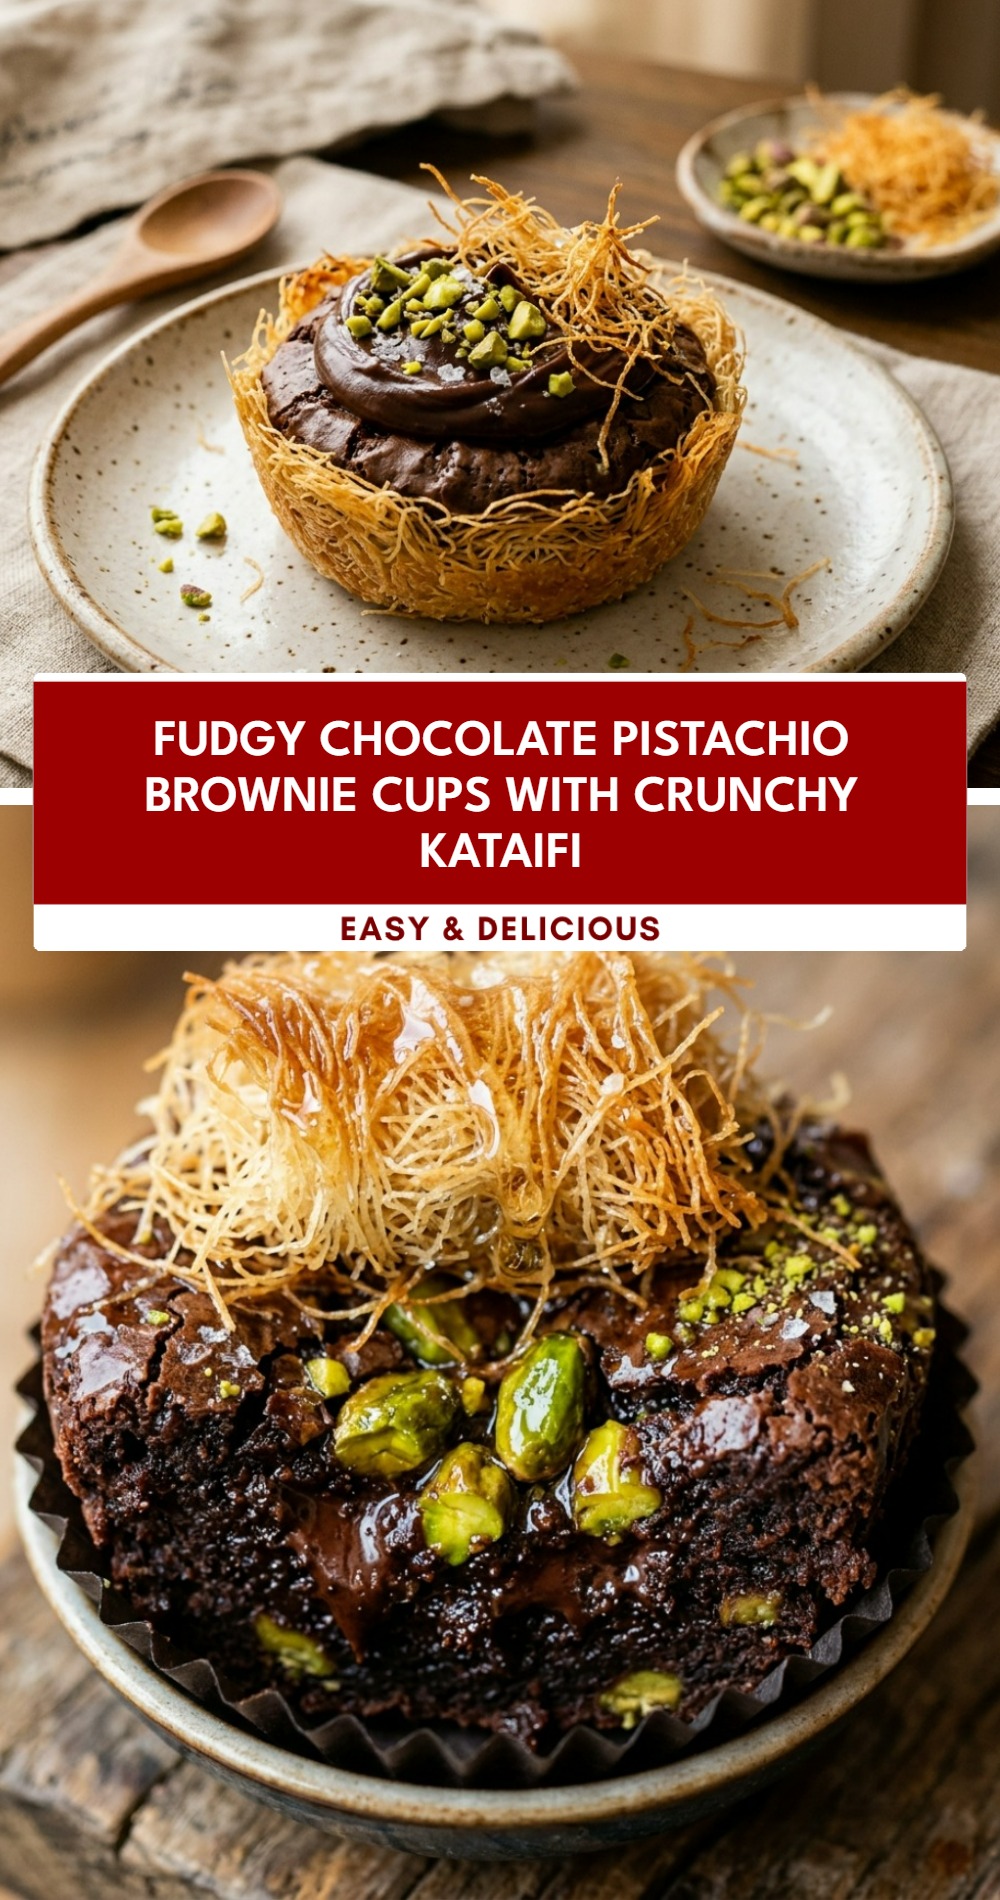 FUDGY CHOCOLATE PISTACHIO
BROWNIE CUPS WITH CRUNCHY
KATAIFI
EASY & DELICIOUS